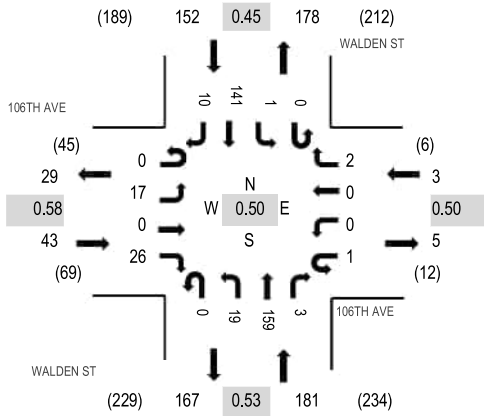 (189) 152 0.45 178 (212)
WALDEN ST
10 141 1 0
106TH AVE
(45) (6)
0 2
29 3
17 N 0
0.58 W 0.50 E 0.50
0 S 0
43 5
26 1
(69) (12)
0 19 159 3
106TH AVE
WALDEN ST
(229) 167 0.53 181 (234)